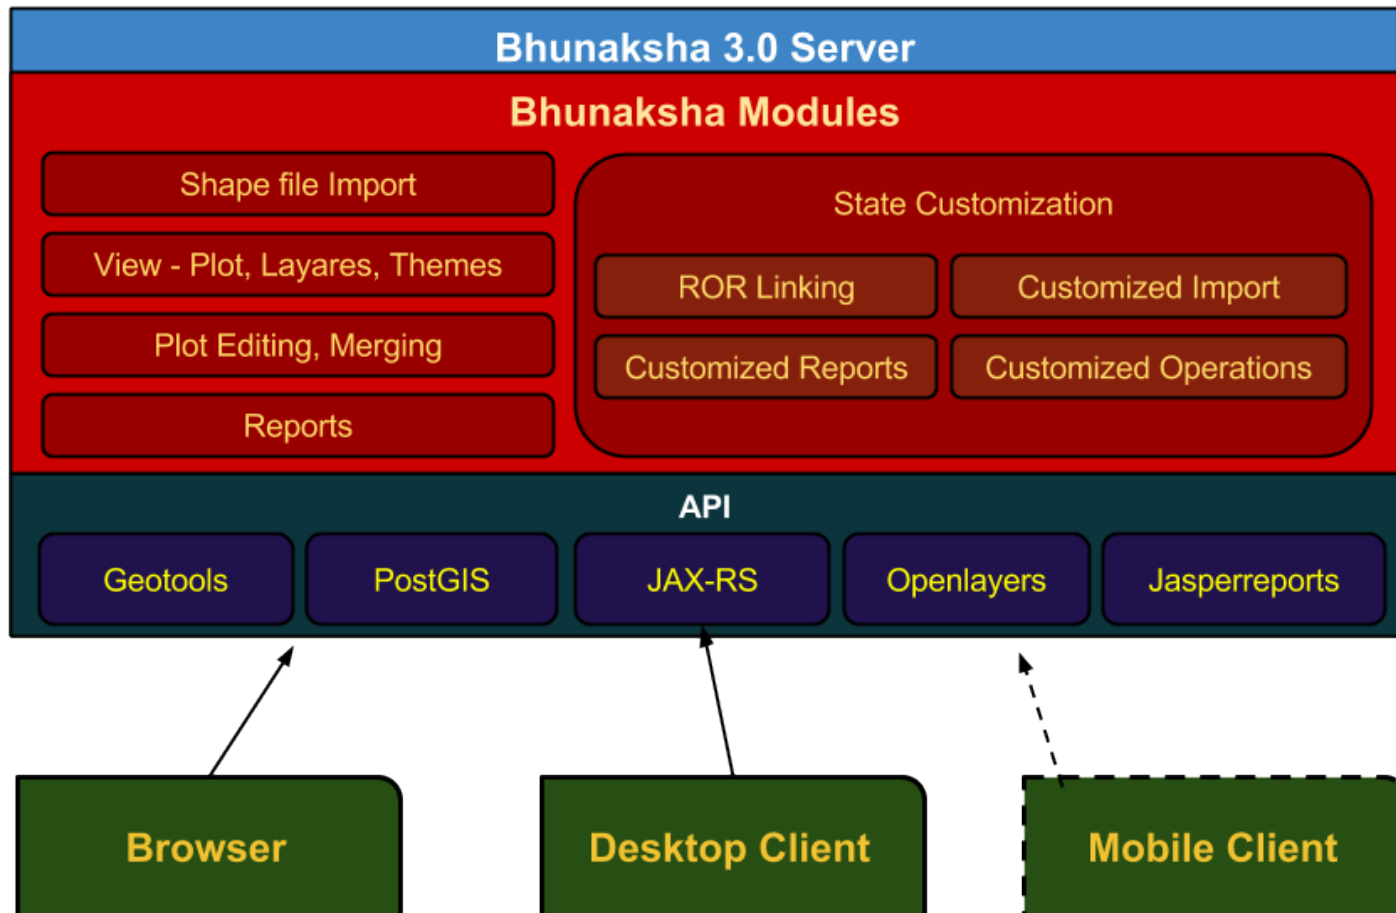 Bhunaksha 3.0 Server
Bhunaksha Modules
Shape file Import
View - Plot, Layares, Themes
Plot Editing, Merging
Reports
State Customization
ROR Linking
Customized Import
Customized Reports
Customized Operations
API
Geotools
PostGIS
JAX-RS
Openlayers
Jasperreports
Browser
Desktop Client
Mobile Client